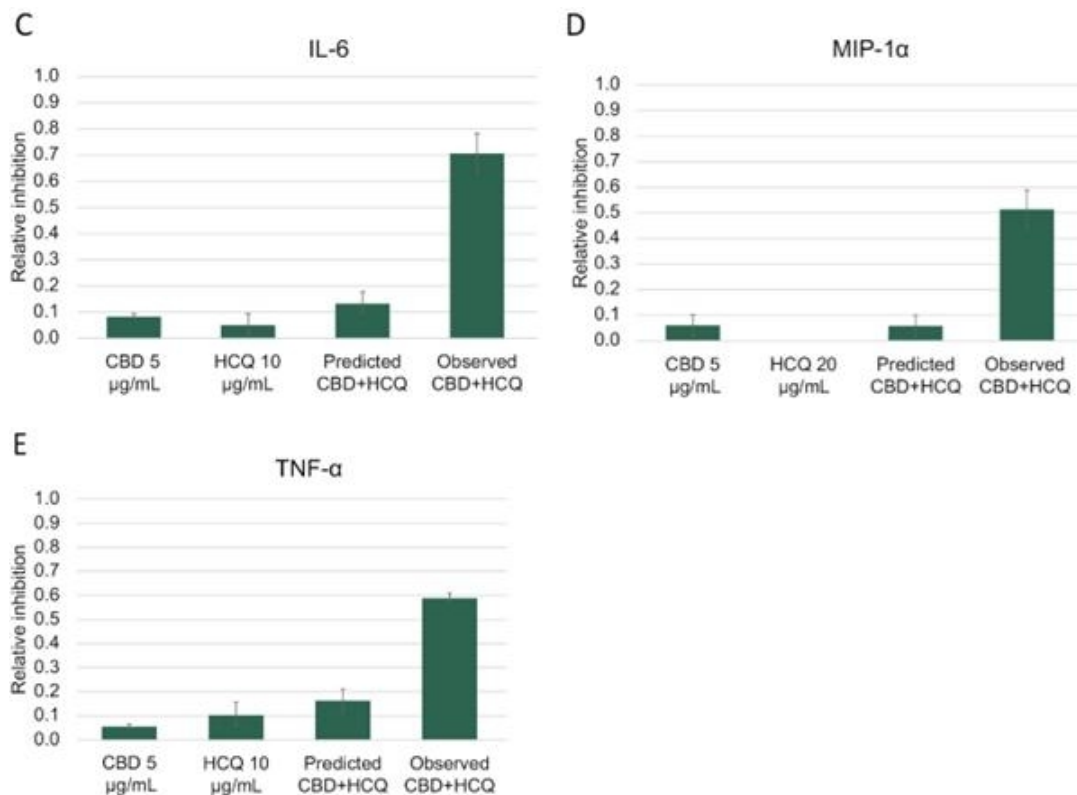 C
IL-6
Relative inhibition
1.0
0.9
0.8
0.7
0.6
0.5
0.4
0.3
0.2
0.1
0.0
CBD 5 HCQ 10 Predicted Observed
µg/mL µg/mL CBD+HCQ CBD+HCQ
D
MIP-1α
Relative inhibition
1.0
0.9
0.8
0.7
0.6
0.5
0.4
0.3
0.2
0.1
0.0
CBD 5 HCQ 20 Predicted Observed
µg/mL µg/mL CBD+HCQ CBD+HCQ
E
TNF-α
Relative inhibition
1.0
0.9
0.8
0.7
0.6
0.5
0.4
0.3
0.2
0.1
0.0
CBD 5 HCQ 10 Predicted Observed
µg/mL µg/mL CBD+HCQ CBD+HCQ